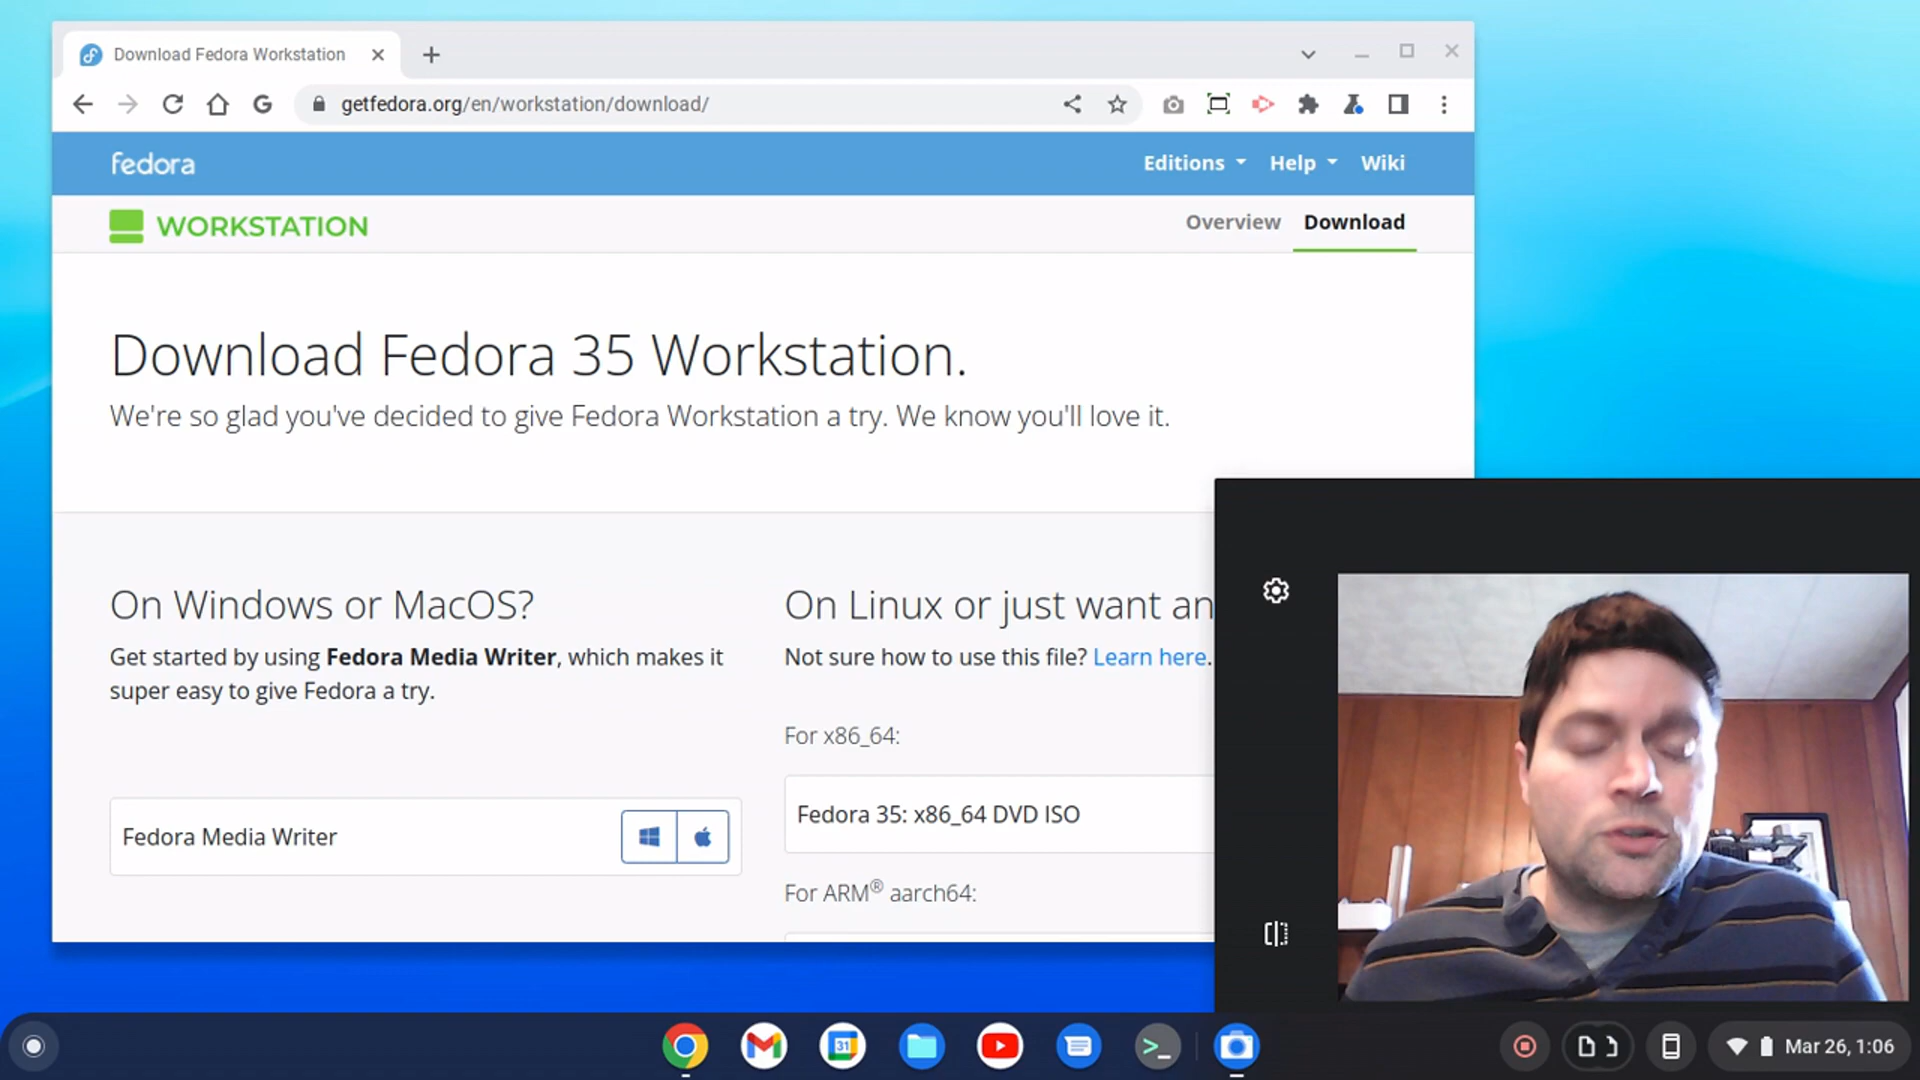 Download Fedora Workstation
getfedora.org/en/workstation/download/
fedora
Editions
Help
Wiki
WORKSTATION
Overview
Download
Download Fedora 35 Workstation.
We're so glad you've decided to give Fedora Workstation a try. We know you'll love it.
On Windows or MacOS?
Get started by using Fedora Media Writer, which makes it
super easy to give Fedora a try.
Fedora Media Writer
On Linux or just want an
Not sure how to use this file? Learn here.
For x86_64:
Fedora 35: x86_64 DVD ISO
For ARM® aarch64:
31
Mar 26, 1:06